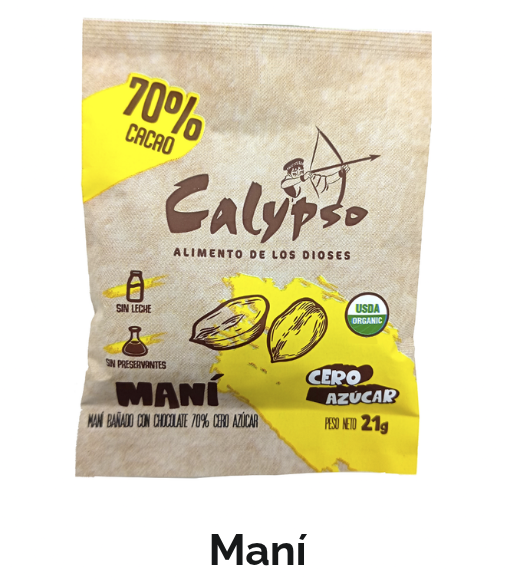 70%
CACAO
Calypso
ALIMENTO DE LOS DIOSES
SIN LECHE
USDA
ORGANIC
SIN PRESERVANTES
CERO
AZÚCAR
MANÍ
MANÍ BAÑADO CON CHOCOLATE 70% CERO AZÚCAR
PESO NETO 21g
Maní